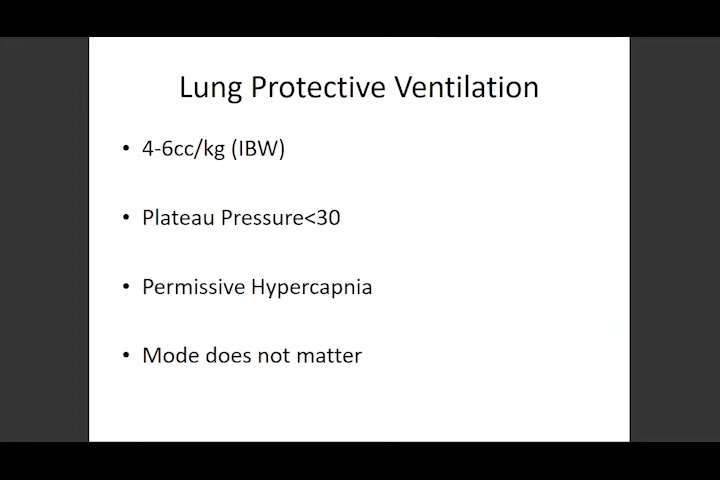 Lung Protective Ventilation
• 4-6cc/kg (IBW)
• Plateau Pressure<30
• Permissive Hypercapnia
• Mode does not matter